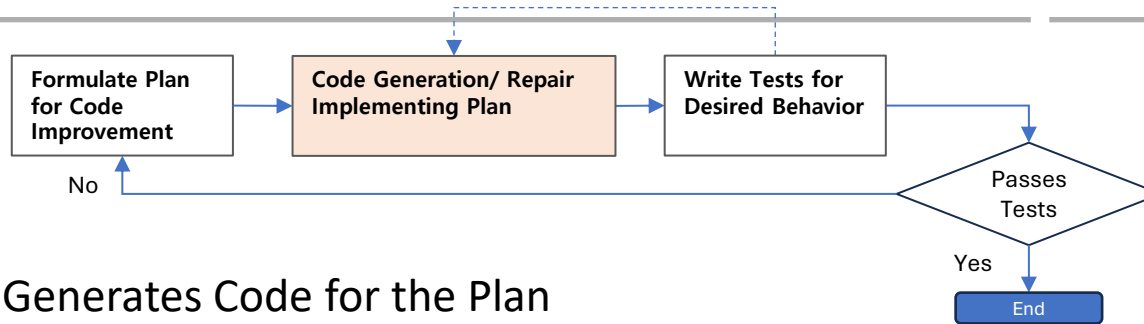 Formulate Plan
for Code
Improvement
Code Generation/ Repair
Implementing Plan
Write Tests for
Desired Behavior
No
Passes
Tests
Yes
End
Generates Code for the Plan